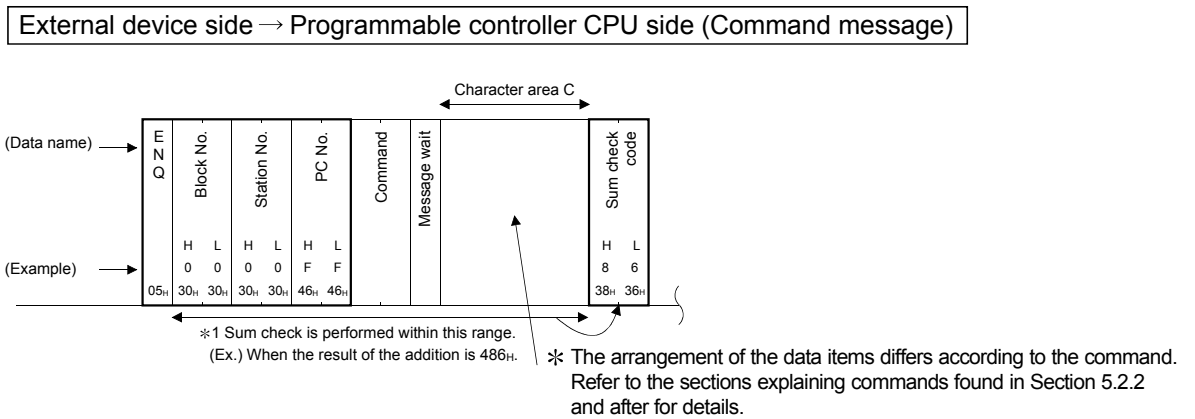 External device side → Programmable controller CPU side (Command message)
Character area C
(Data name)
E N Q
Block No.
Station No.
PC No.
Command
Message wait
Sum check code
H L H L H L H L
(Example)
0 0 0 0 F F 8 6
05H 30H 30H 30H 30H 46H 46H 38H 36H
*1 Sum check is performed within this range.
(Ex.) When the result of the addition is 486H.
* The arrangement of the data items differs according to the command.
Refer to the sections explaining commands found in Section 5.2.2
and after for details.